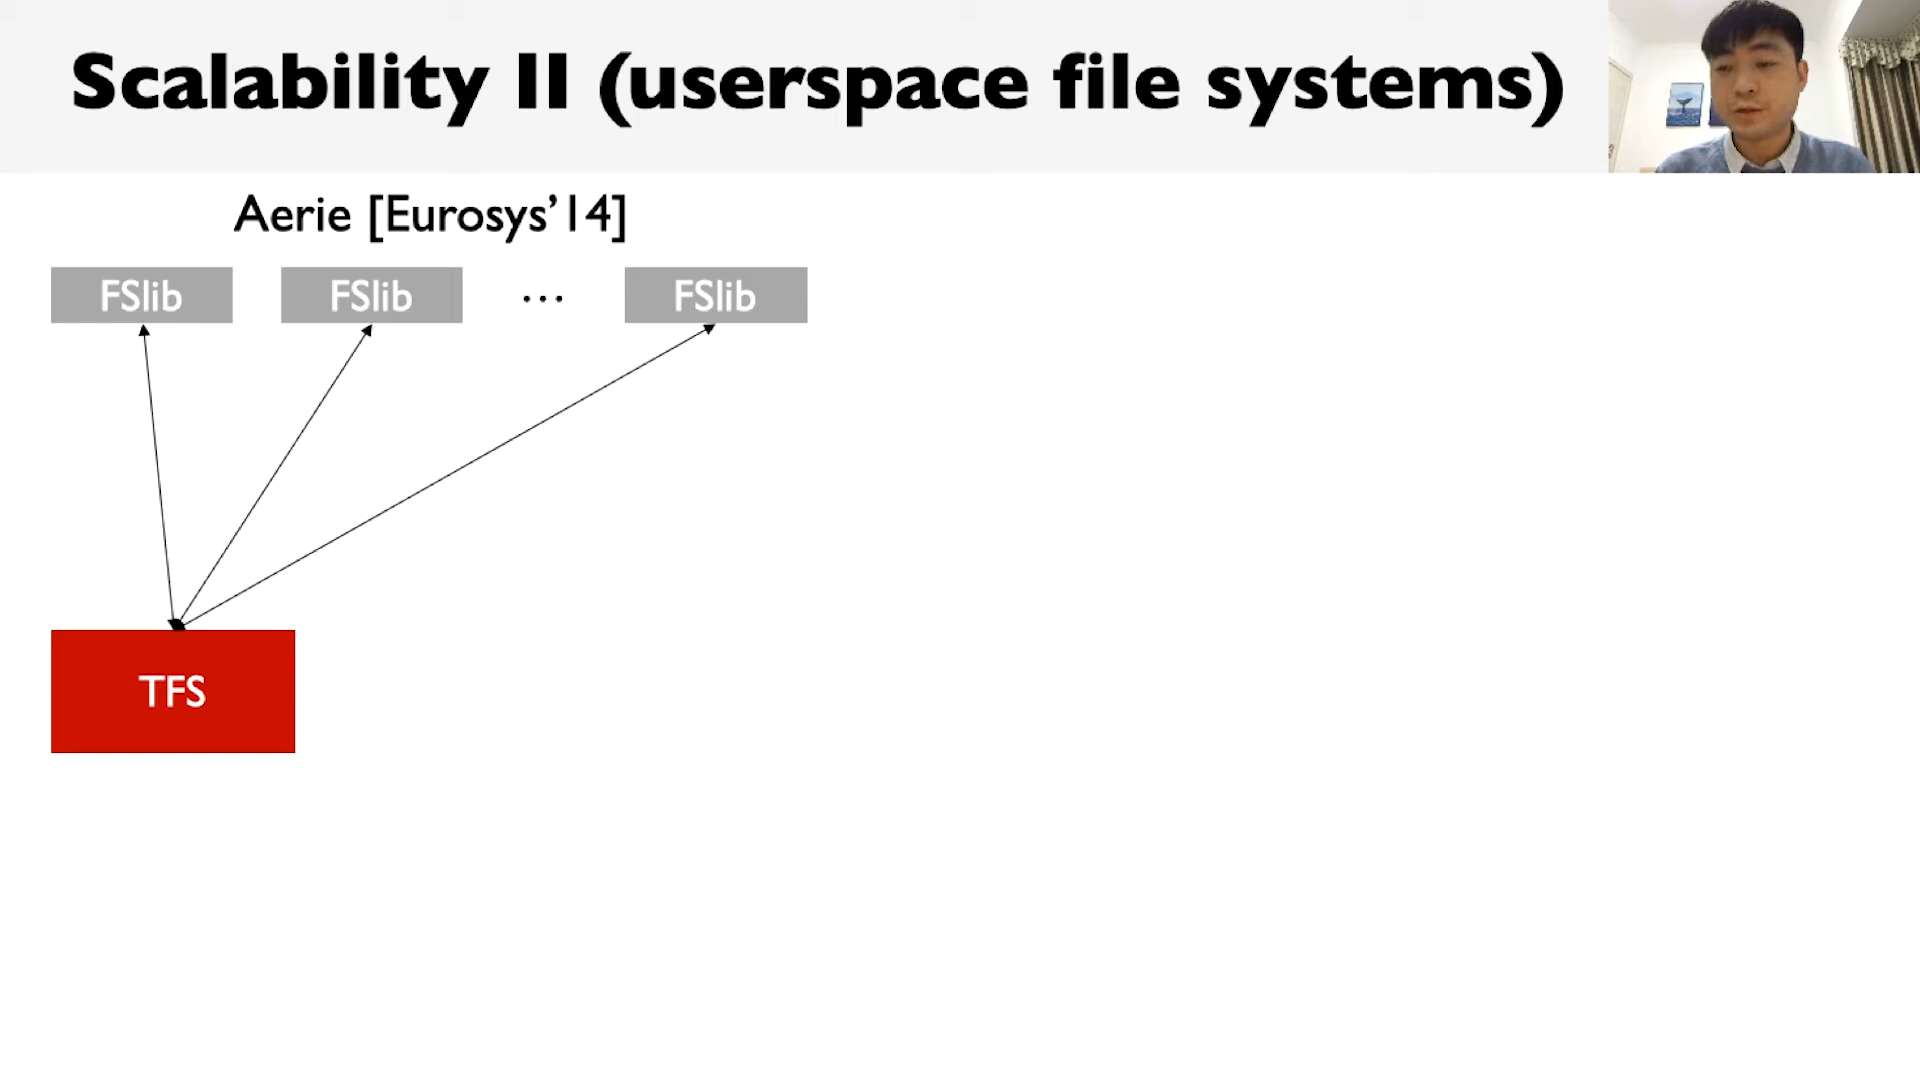 Scalability II (userspace file systems)
Aerie [Eurosys’14]
FSlib FSlib ... FSlib
TFS